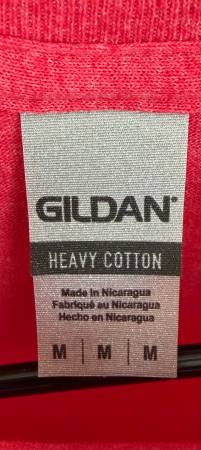 GILDAN®
HEAVY COTTON
Made in Nicaragua
Fabriqué au Nicaragua
Hecho en Nicaragua
M | M | M